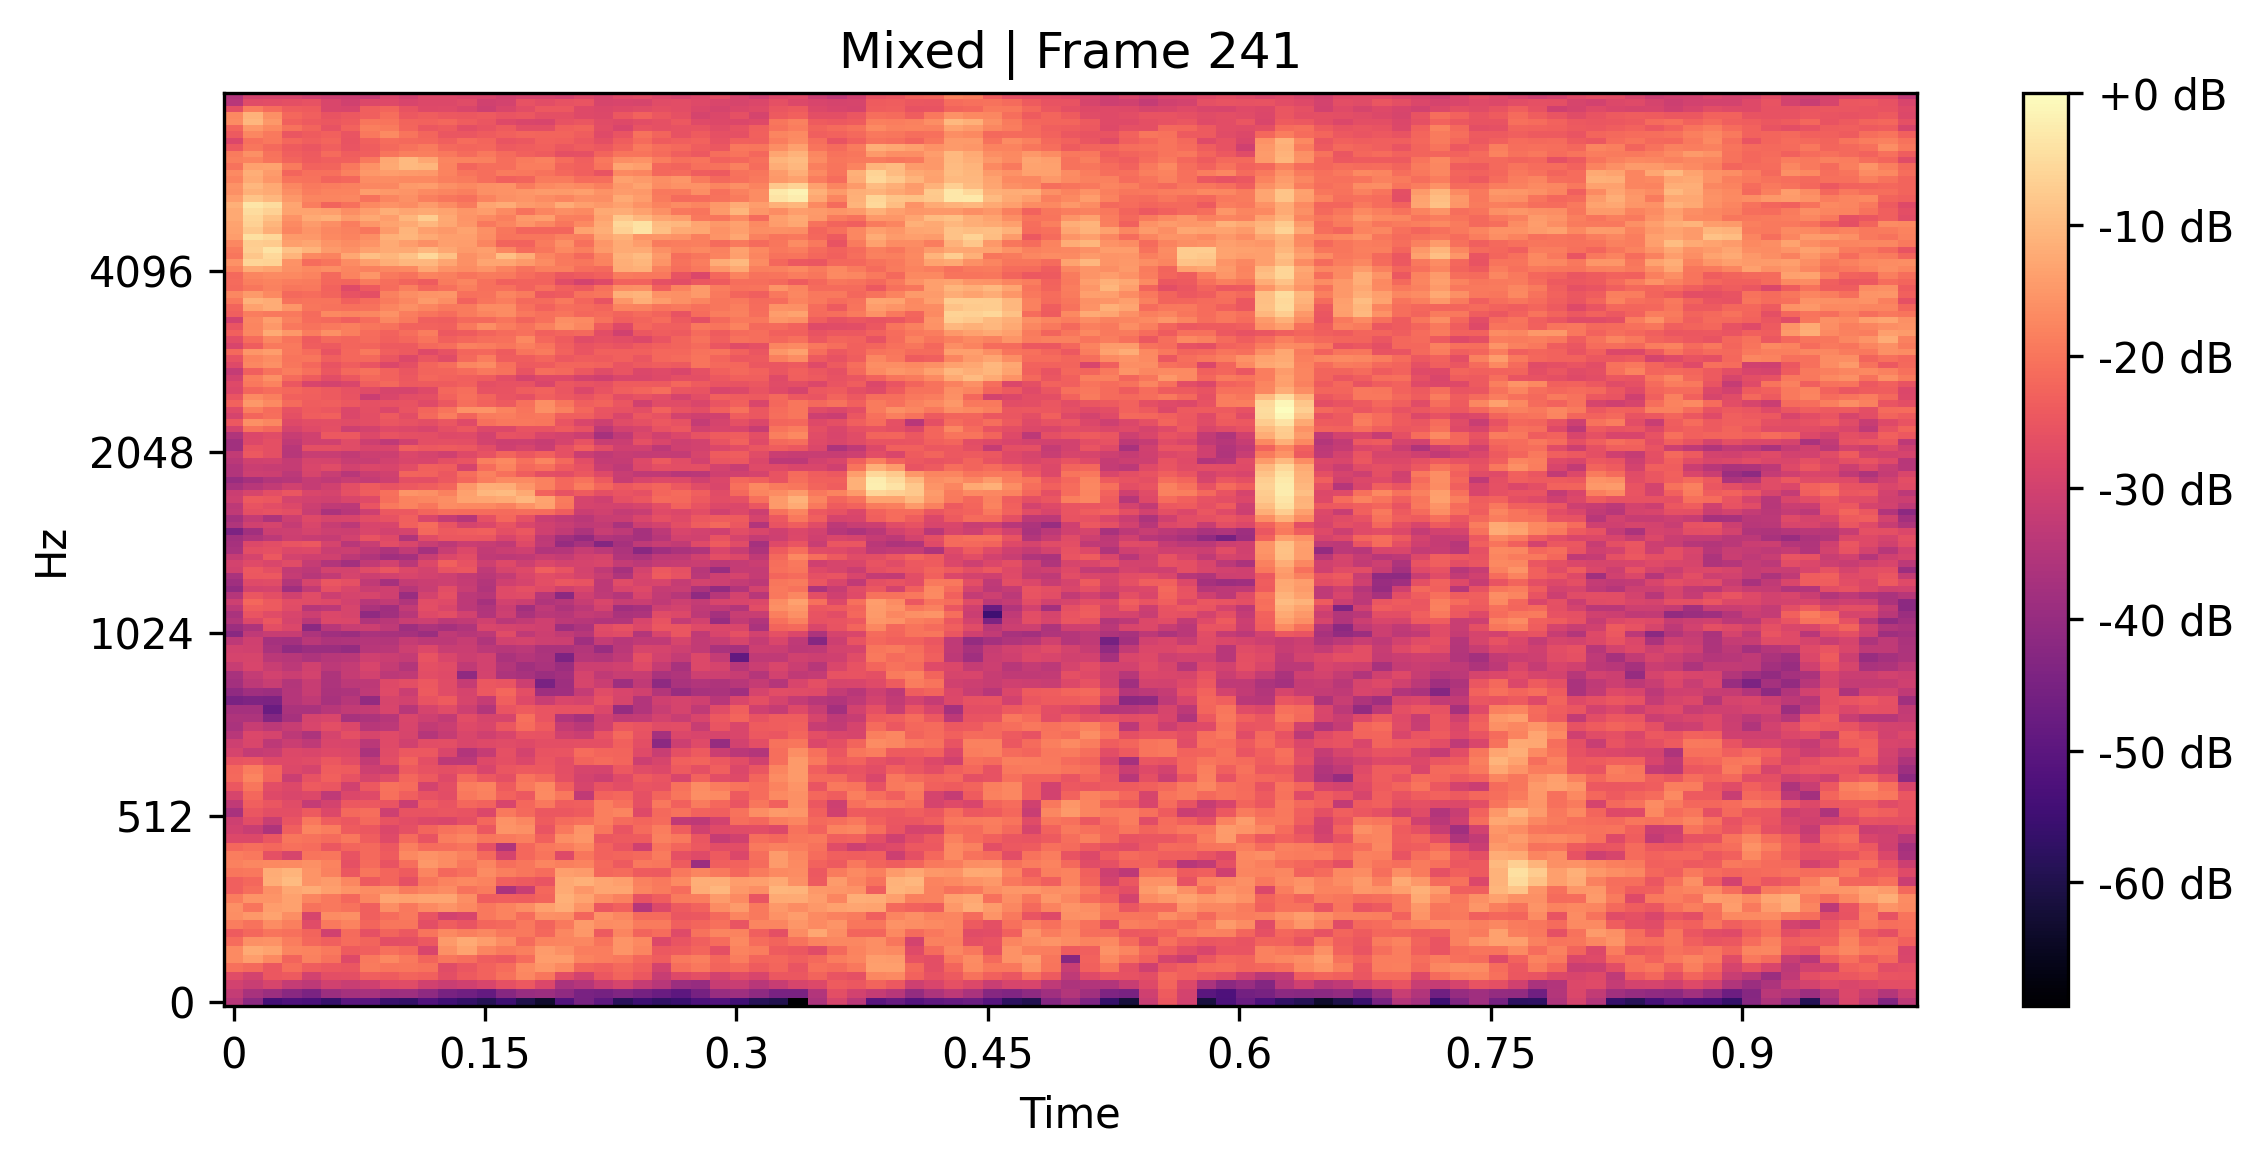 Mixed | Frame 241
+0 dB
-10 dB
-20 dB
-30 dB
-40 dB
-50 dB
-60 dB
Hz
4096
2048
1024
512
0
0 0.15 0.3 0.45 0.6 0.75 0.9
Time